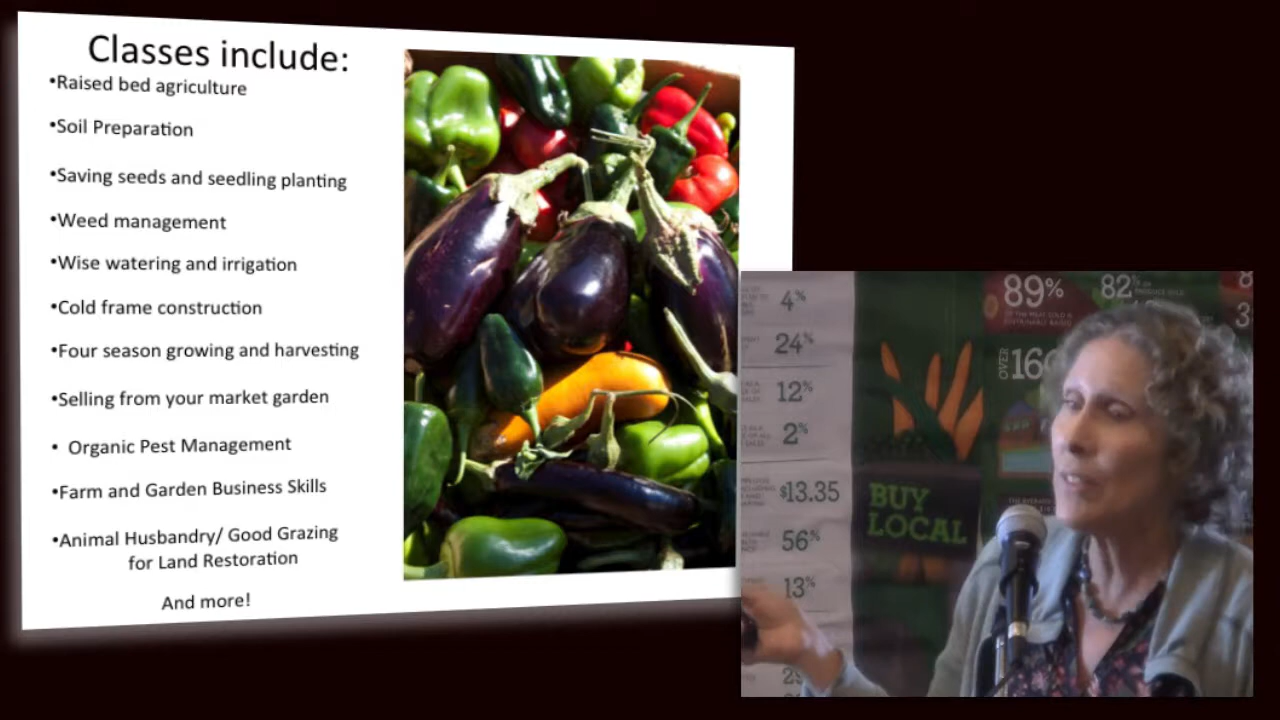 Classes include:
•Raised bed agriculture
•Soil Preparation
•Saving seeds and seedling planting
•Weed management
•Wise watering and irrigation
•Cold frame construction
•Four season growing and harvesting
•Selling from your market garden
• Organic Pest Management
•Farm and Garden Business Skills
•Animal Husbandry/ Good Grazing
for Land Restoration
And more!
4%
24%
12%
2%
$13.35
56%
13%
89%
82%
OVER 160
BUY
LOCAL